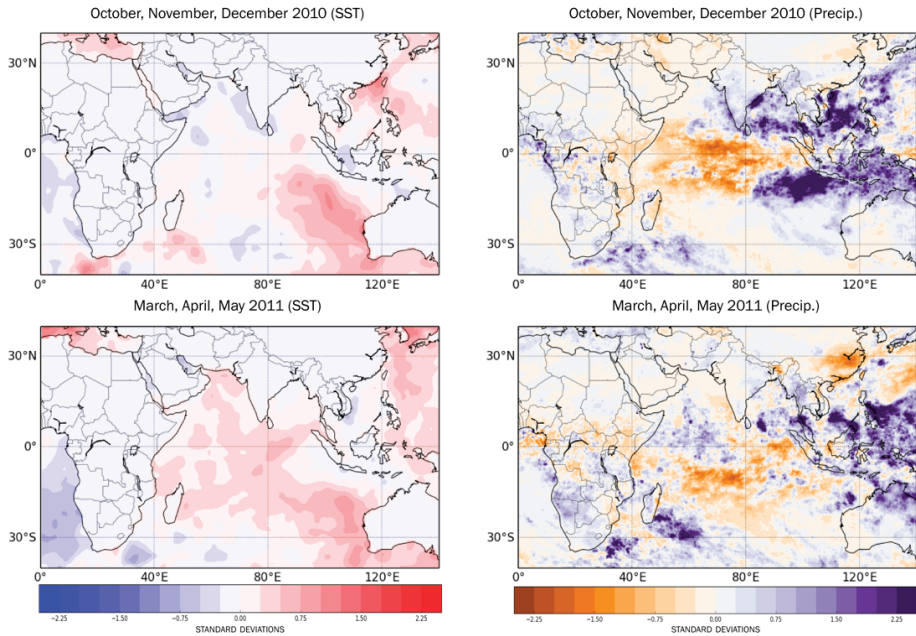 October, November, December 2010 (SST)
October, November, December 2010 (Precip.)
30°N
0°
30°S
0°
40°E
80°E
120°E
30°N
0°
30°S
0°
40°E
80°E
120°E
March, April, May 2011 (SST)
March, April, May 2011 (Precip.)
30°N
0°
30°S
0°
40°E
80°E
120°E
30°N
0°
30°S
0°
40°E
80°E
120°E
−2.25 −1.50 −0.75 0.00 0.75 1.50 2.25
STANDARD DEVIATIONS
−2.25 −1.50 −0.75 0.00 0.75 1.50 2.25
STANDARD DEVIATIONS